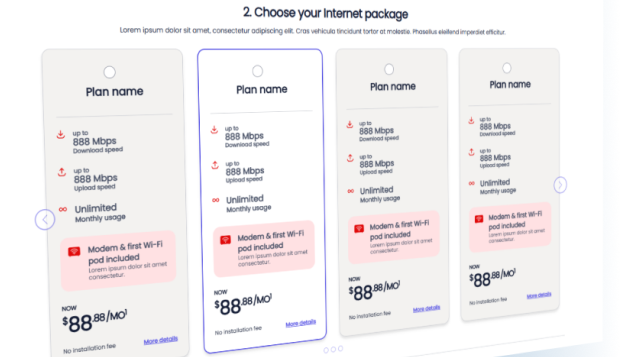 2. Choose your Internet package
Lorem ipsum dolor sit amet, consectetur adipiscing elit. Cras vehicula tincidunt tortor at molestie. Phasellus eleifend imperdiet efficitur.
Plan name
up to
888 Mbps
Download speed
up to
888 Mbps
Upload speed
Unlimited
Monthly usage
Modem & first Wi-Fi
pod included
Lorem ipsum dolor sit amet
consectetur.
NOW
$88.88/MO¹
No installation fee
More details
Plan name
up to
888 Mbps
Download speed
up to
888 Mbps
Upload speed
Unlimited
Monthly usage
Modem & first Wi-Fi
pod included
Lorem ipsum dolor sit amet
consectetur.
NOW
$88.88/MO¹
No installation fee
More details
Plan name
up to
888 Mbps
Download speed
up to
888 Mbps
Upload speed
Unlimited
Monthly usage
Modem & first Wi-Fi
pod included
Lorem ipsum dolor sit amet
consectetur.
NOW
$88.88/MO¹
No installation fee
More details
Plan name
up to
888 Mbps
Download speed
up to
888 Mbps
Upload speed
Unlimited
Monthly usage
Modem & first Wi-Fi
pod included
Lorem ipsum dolor sit amet
consectetur.
NOW
$88.88/MO¹
No installation fee
More details